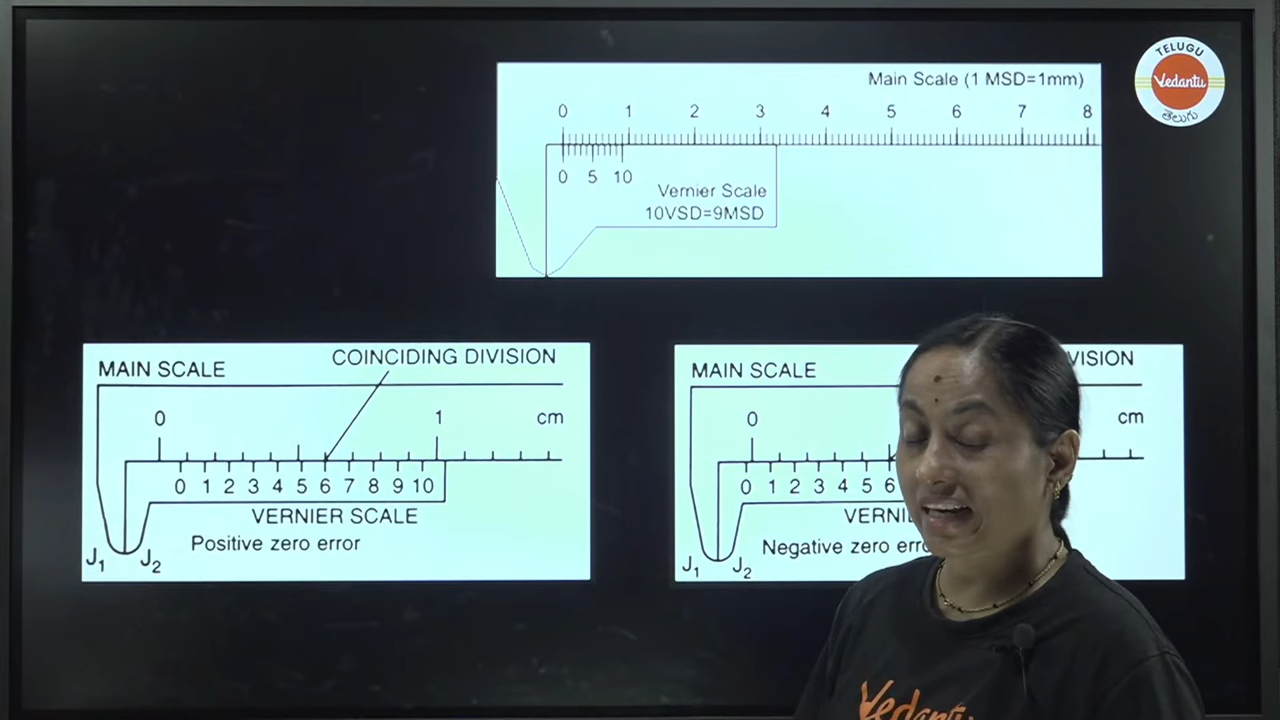 TELUGU
Vedantu
తెలుగు
Main Scale (1 MSD=1mm)
0 1 2 3 4 5 6 7 8
0 5 10
Vernier Scale
10VSD=9MSD
COINCIDING DIVISION
MAIN SCALE
0 1 cm
0 1 2 3 4 5 6 7 8 9 10
VERNIER SCALE
Positive zero error
J1 J2
VISION
MAIN SCALE
0 cm
0 1 2 3 4 5 6
VERNI
Negative zero erro
J1 J2
Vedantu